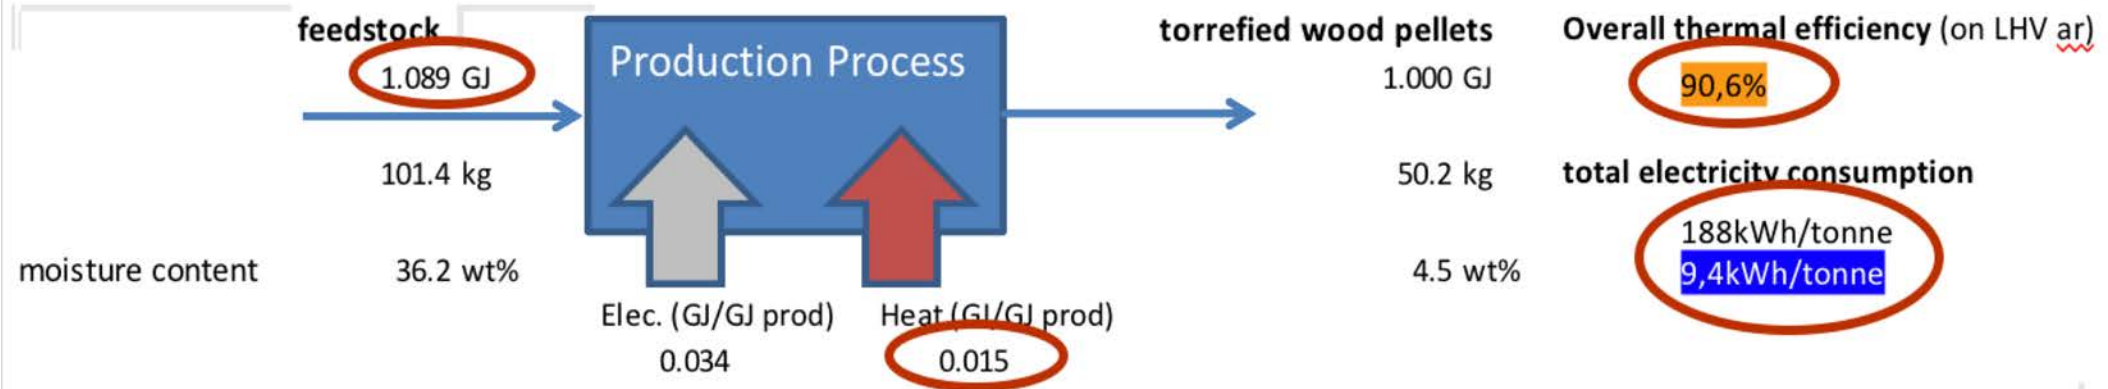 feedstock
1.089 GJ
101.4 kg
moisture content
36.2 wt%
Production Process
Elec. (GJ/GJ prod)
0.034
Heat (GJ/GJ prod)
0.015
torrefied wood pellets
1.000 GJ
50.2 kg
4.5 wt%
Overall thermal efficiency (on LHV ar)
90,6%
total electricity consumption
188kWh/tonne
9,4kWh/tonne